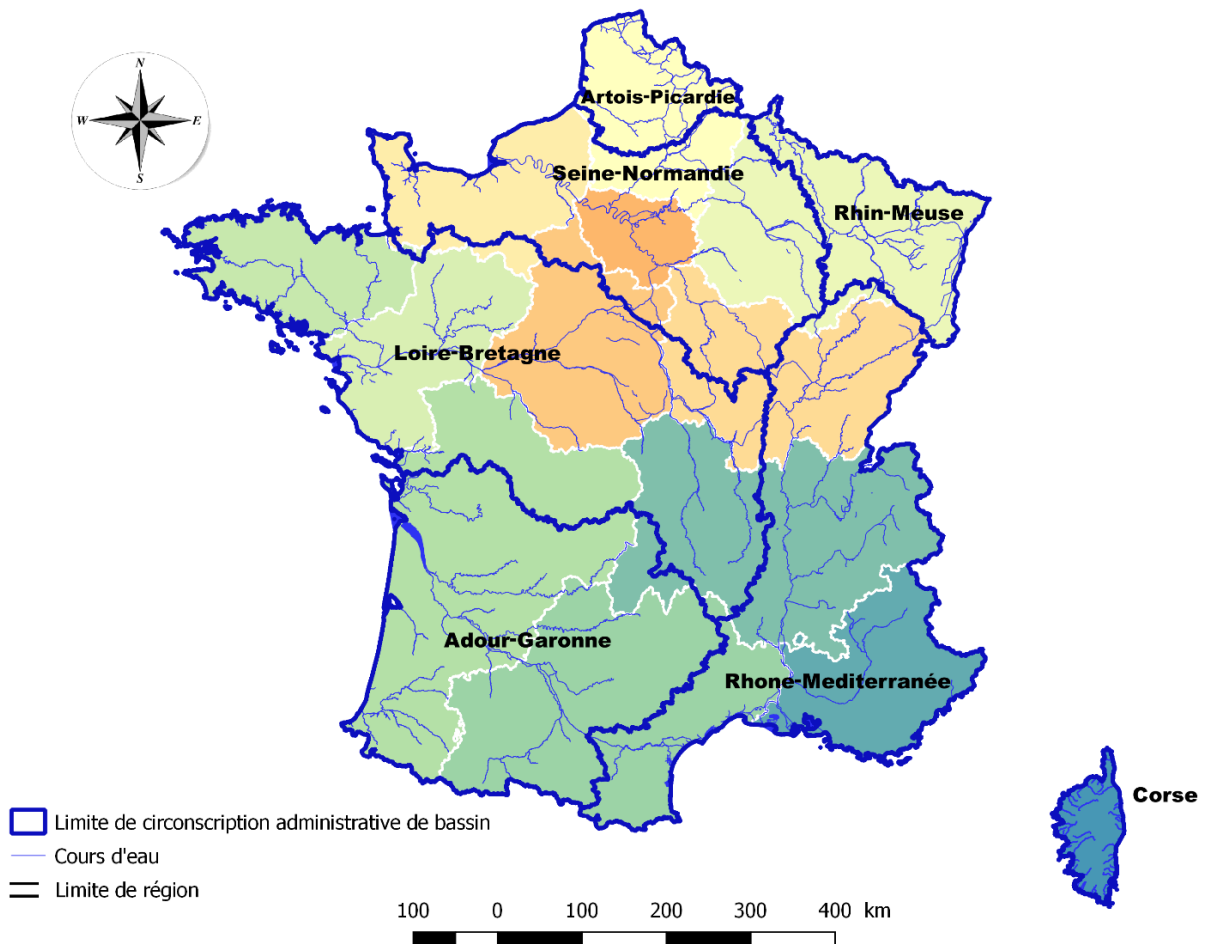 Artois-Picardie
N
W E
S
Seine-Normandie
Rhin-Meuse
Loire-Bretagne
Adour-Garonne
Rhone-Mediterranée
Corse
Limite de circonscription administrative de bassin
Cours d'eau
Limite de région
100 0 100 200 300 400 km